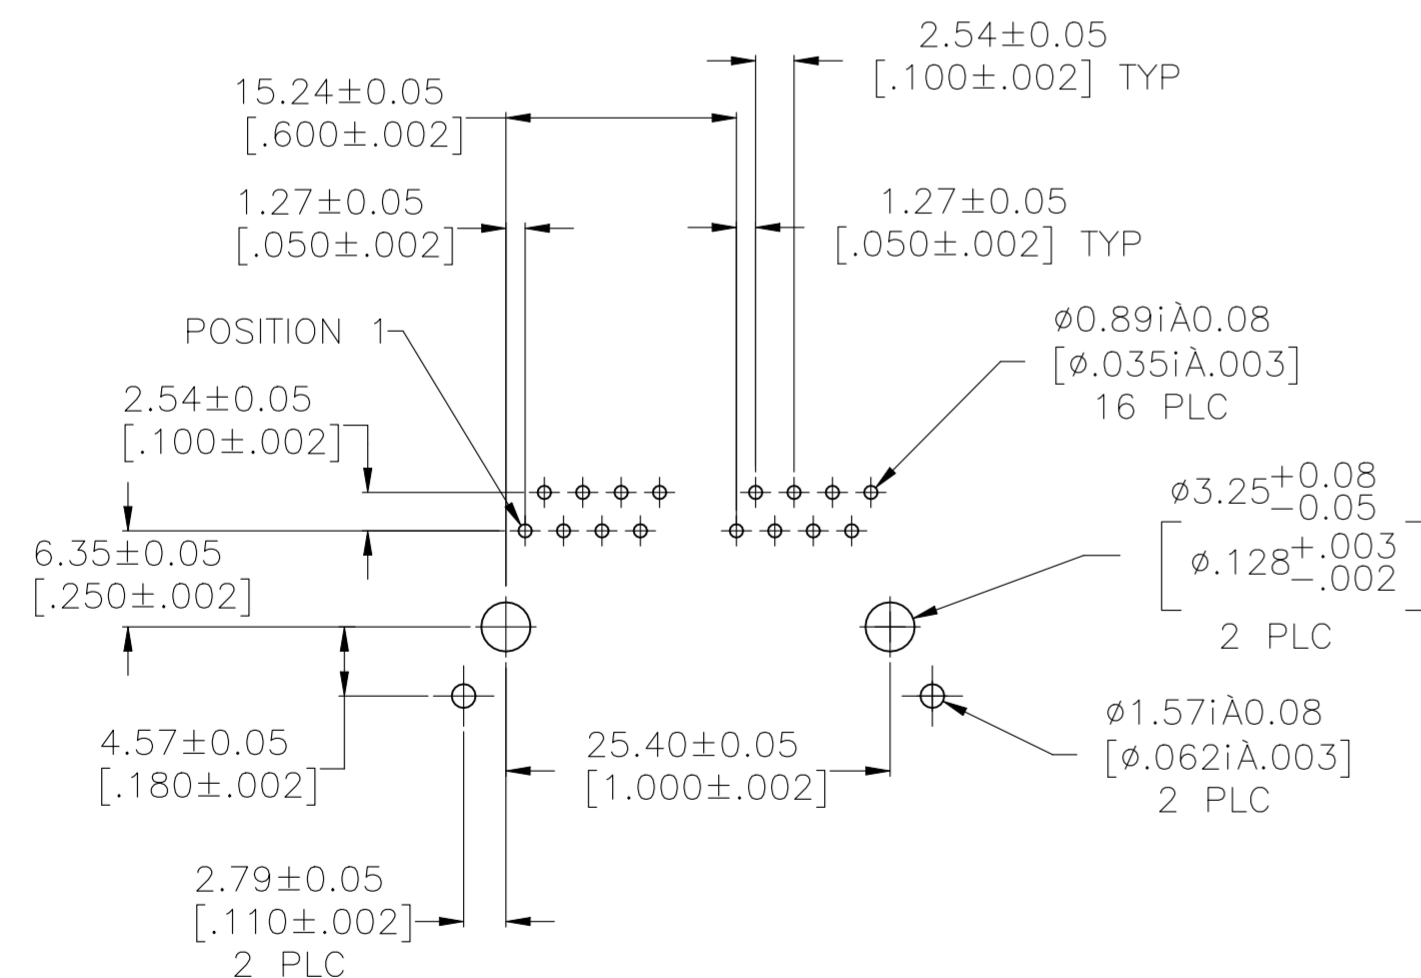 2.54±0.05
[.100±.002] TYP
15.24±0.05
[.600±.002]
1.27±0.05
[.050±.002]
1.27±0.05
[.050±.002] TYP
POSITION 1
ø0.89iÀ0.08
[ø.035iÀ.003]
16 PLC
2.54±0.05
[.100±.002]
ø3.25+0.08
-0.05
[ø.128+.003
-.002]
2 PLC
6.35±0.05
[.250±.002]
4.57±0.05
[.180±.002]
25.40±0.05
[1.000±.002]
ø1.57iÀ0.08
[ø.062iÀ.003]
2 PLC
2.79±0.05
[.110±.002]
2 PLC